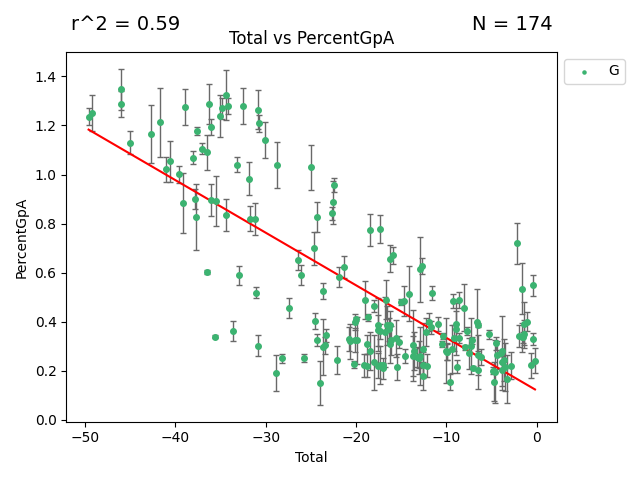 r^2 = 0.59
N = 174
Total vs PercentGpA
G
1.4
1.2
1.0
0.8
0.6
0.4
0.2
0.0
PercentGpA
−50
−40
−30
−20
−10
0
Total